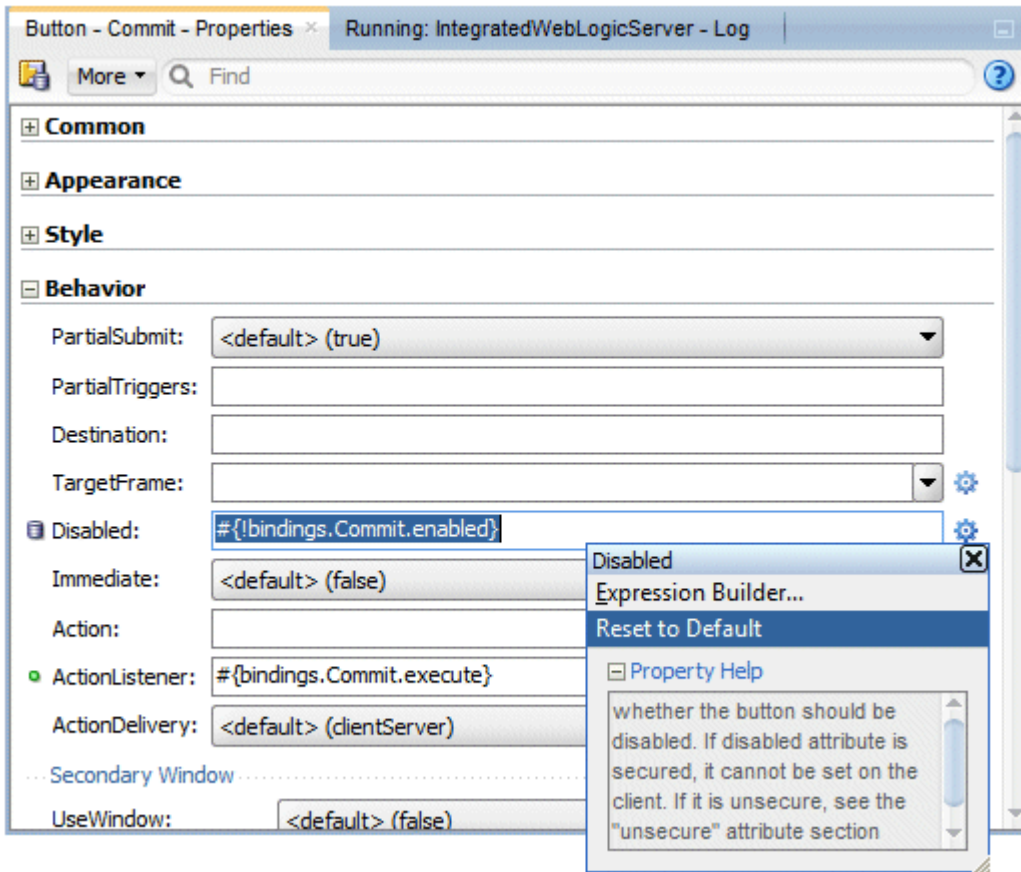 Button - Commit - Properties × Running: IntegratedWebLogicServer - Log
More Find
Common
Appearance
Style
Behavior
PartialSubmit: <default> (true)
PartialTriggers:
Destination:
TargetFrame:
Disabled: #{!bindings.Commit.enabled}
Immediate: <default> (false)
Action:
ActionListener: #{bindings.Commit.execute}
ActionDelivery: <default> (clientServer)
Secondary Window
UseWindow: <default> (false)
Disabled
Expression Builder...
Reset to Default
Property Help
whether the button should be
disabled. If disabled attribute is
secured, it cannot be set on the
client. If it is unsecure, see the
"unsecure" attribute section